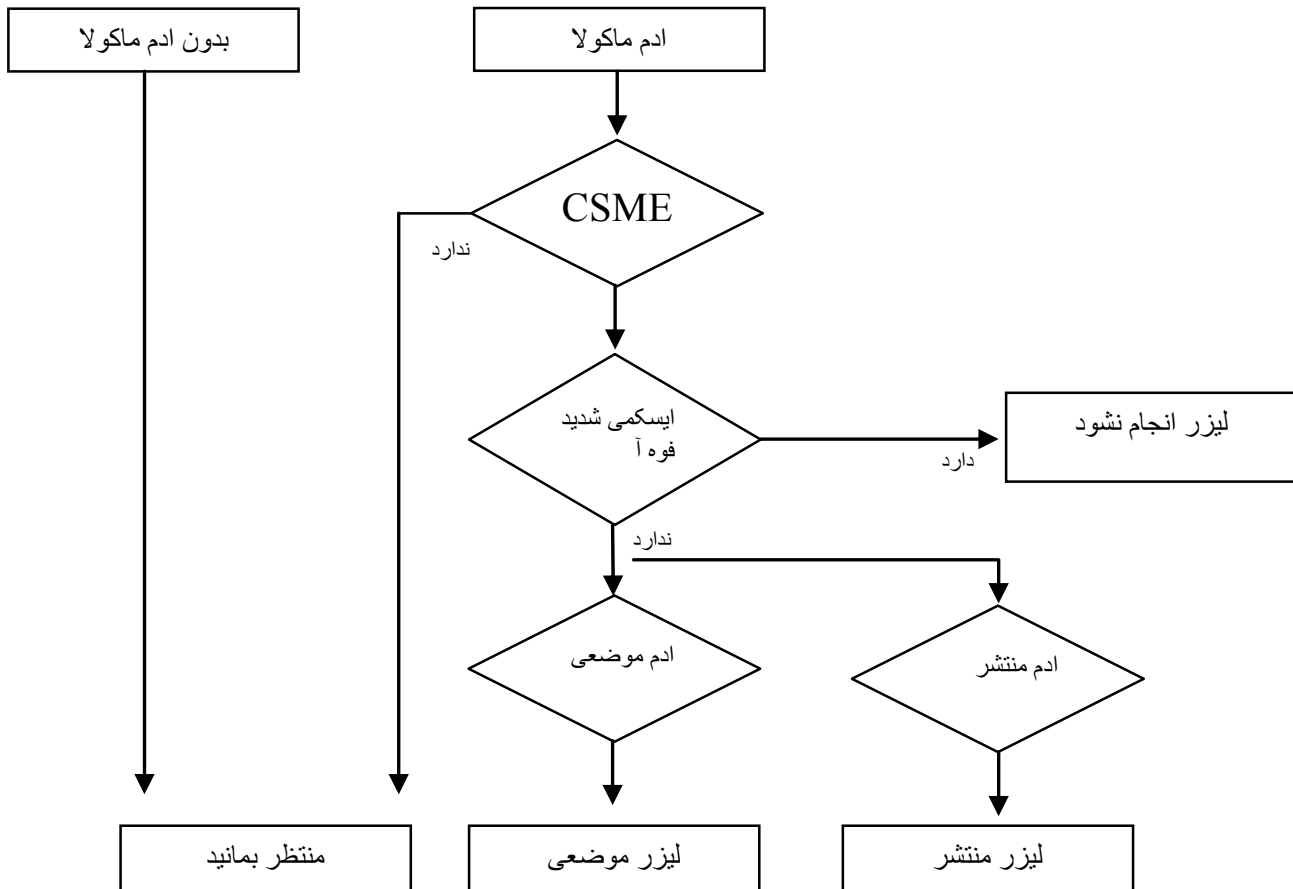 ادم ماکولا
بدون ادم ماکولا
CSME
ندارد
ایسکمی شدید
فوه آ
لیزر انجام نشود
دارد
ندارد
ادم موضعی
ادم منتشر
منتظر بمانید
لیزر موضعی
لیزر منتشر